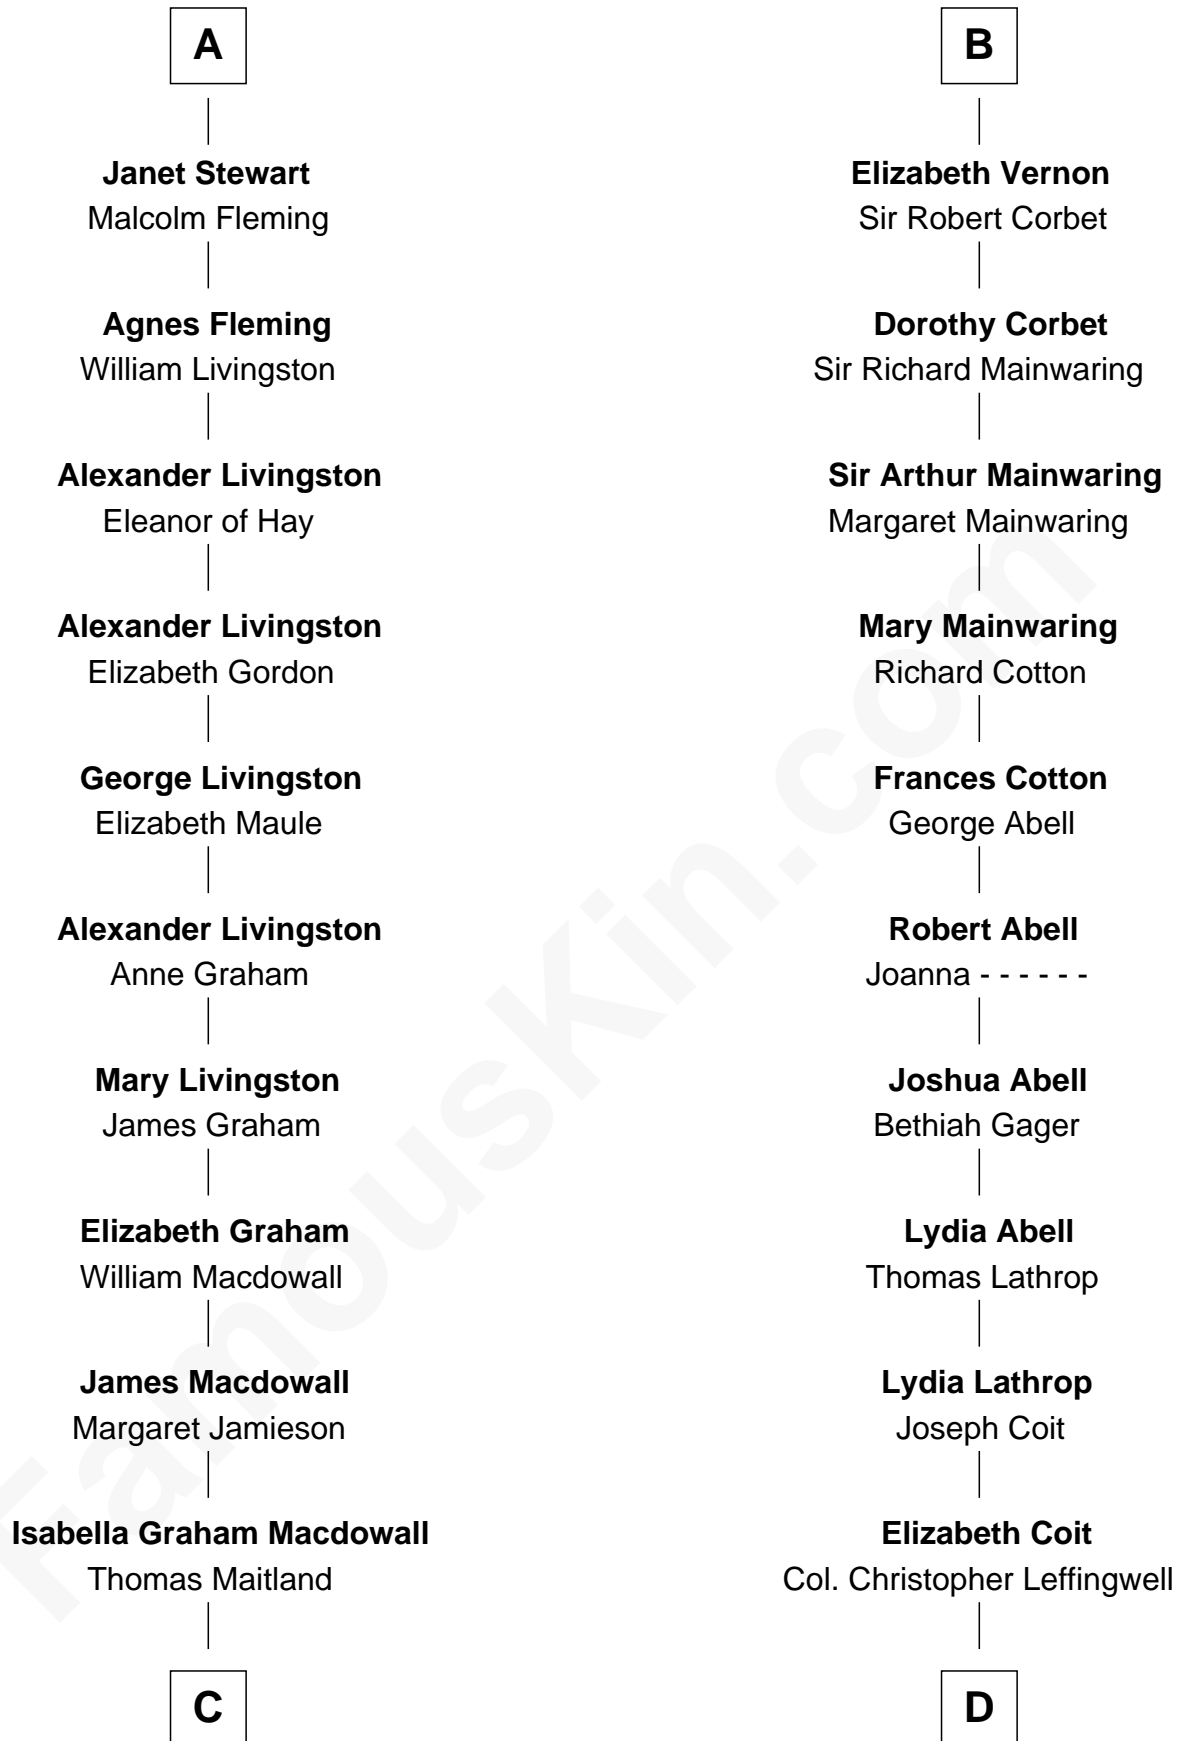 A
Janet Stewart
Malcolm Fleming
Agnes Fleming
William Livingston
Alexander Livingston
Eleanor of Hay
Alexander Livingston
Elizabeth Gordon
George Livingston
Elizabeth Maule
Alexander Livingston
Anne Graham
Mary Livingston
James Graham
Elizabeth Graham
William Macdowall
James Macdowall
Margaret Jamieson
Isabella Graham Macdowall
Thomas Maitland
C
B
Elizabeth Vernon
Sir Robert Corbet
Dorothy Corbet
Sir Richard Mainwaring
Sir Arthur Mainwaring
Margaret Mainwaring
Mary Mainwaring
Richard Cotton
Frances Cotton
George Abell
Robert Abell
Joanna - - - - - -
Joshua Abell
Bethiah Gager
Lydia Abell
Thomas Lathrop
Lydia Lathrop
Joseph Coit
Elizabeth Coit
Col. Christopher Leffingwell
D
FamousKin.com